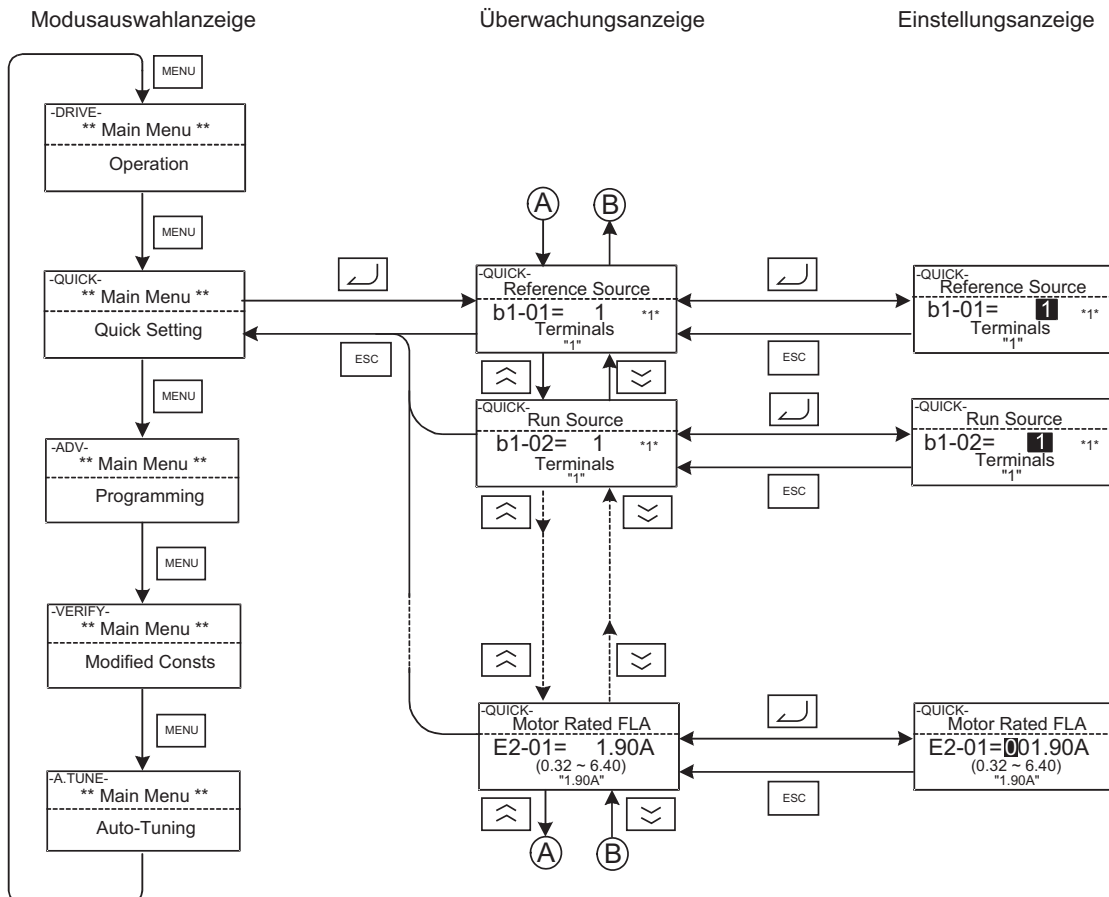 Modusauswahlanzeige
Überwachungsanzeige
Einstellungsanzeige
MENU
-DRIVE-
** Main Menu **
Operation
MENU
-QUICK-
** Main Menu **
Quick Setting
MENU
-ADV-
** Main Menu **
Programming
MENU
-VERIFY-
** Main Menu **
Modified Consts
MENU
-A.TUNE-
** Main Menu **
Auto-Tuning
ESC
A
B
-QUICK-
Reference Source
b1-01= 1 *1*
Terminals
"1"
-QUICK-
Run Source
b1-02= 1 *1*
Terminals
"1"
-QUICK-
Motor Rated FLA
E2-01= 1.90A
(0.32 ~ 6.40)
"1.90A"
A
B
ESC
ESC
ESC
-QUICK-
Reference Source
b1-01= 1 *1*
Terminals
"1"
-QUICK-
Run Source
b1-02= 1 *1*
Terminals
"1"
-QUICK-
Motor Rated FLA
E2-01=001.90A
(0.32 ~ 6.40)
"1.90A"